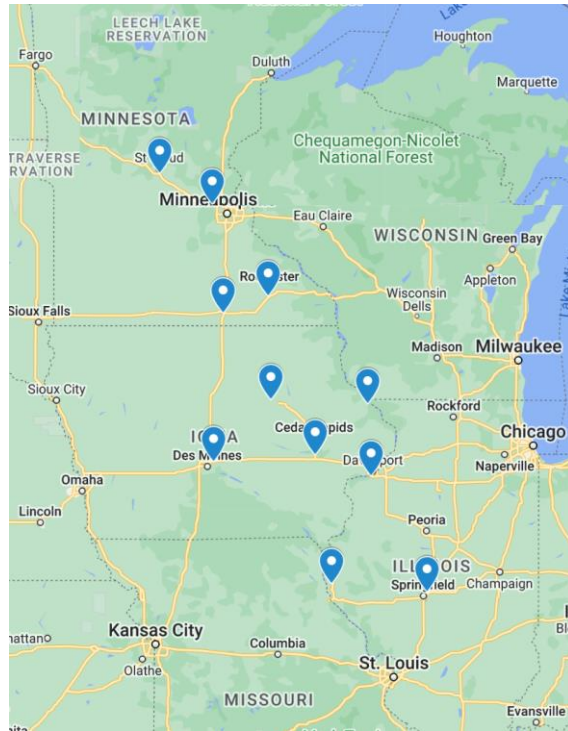 LEECH LAKE
RESERVATION
Houghton
Fargo
Duluth
Marquette
MINNESOTA
Chequamegon-Nicolet
National Forest
TRAVERSE
RVATION
Minneapolis
Eau Claire
WISCONSIN
Green Bay
Appleton
Sioux Falls
Wisconsin
Dells
Madison
Milwaukee
Sioux City
Rockford
Chicago
Des Moines
Naperville
Omaha
Lincoln
Peoria
ILLINOIS
Champaign
Kansas City
Columbia
Olathe
St. Louis
MISSOURI
Evansville